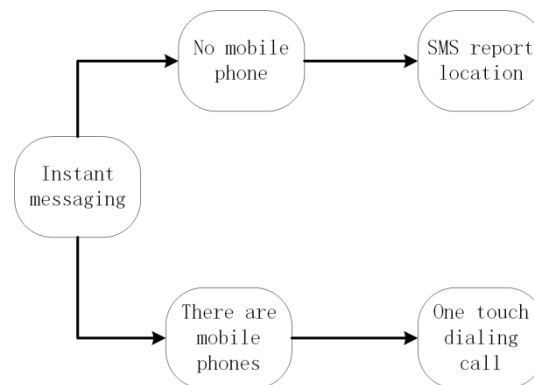 No mobile
phone
SMS report
location
Instant
messaging
There are
mobile
phones
One touch
dialing
call